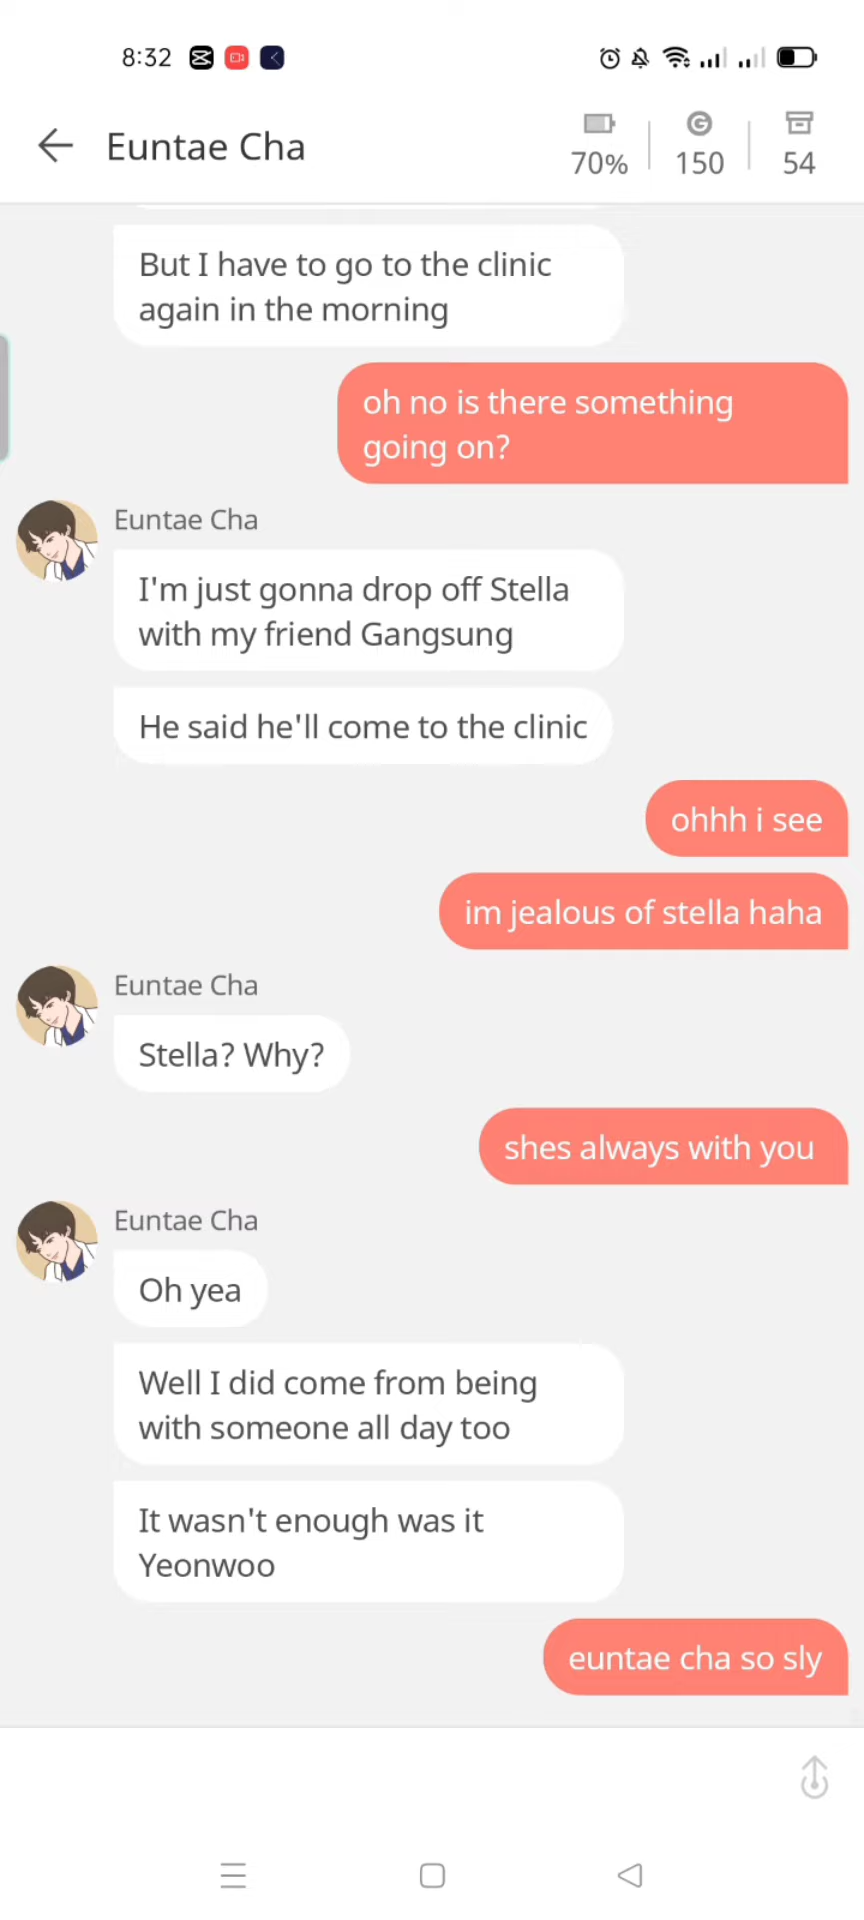 8:32
Euntae Cha
70%
150
54
But I have to go to the clinic
again in the morning
oh no is there something
going on?
Euntae Cha
I'm just gonna drop off Stella
with my friend Gangsung
He said he'll come to the clinic
ohhh i see
im jealous of stella haha
Euntae Cha
Stella? Why?
shes always with you
Euntae Cha
Oh yea
Well I did come from being
with someone all day too
It wasn't enough was it
Yeonwoo
euntae cha so sly